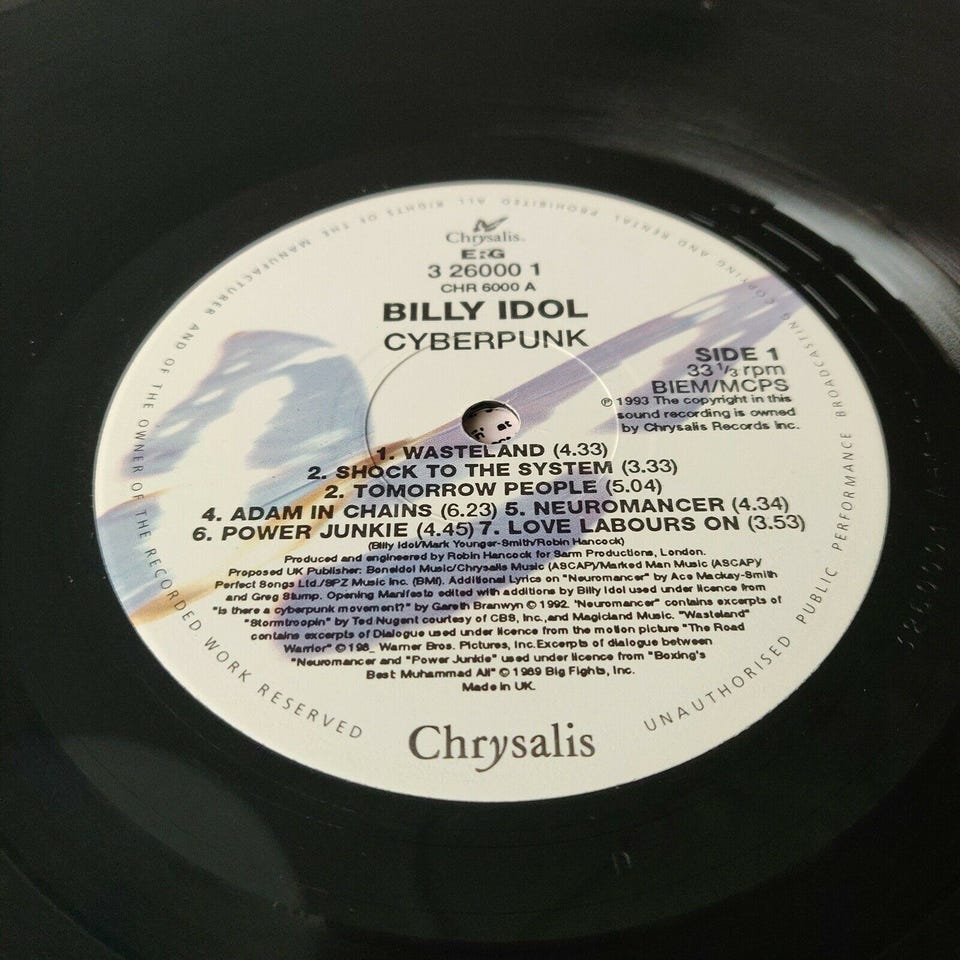 Chrysalis
E:G
3 26000 1
CHR 6000 A
BILLY IDOL
CYBERPUNK
SIDE 1
33 1/3 rpm
BIEM/MCPS
℗ 1993 The copyright in this
sound recording is owned
by Chrysalis Records Inc.
1. WASTELAND (4.33)
2. SHOCK TO THE SYSTEM (3.33)
2. TOMORROW PEOPLE (5.04)
4. ADAM IN CHAINS (6.23) 5. NEUROMANCER (4.34)
6. POWER JUNKIE (4.45) 7. LOVE LABOURS ON (3.53)
(Billy Idol/Mark Younger-Smith/Robin Hancock)
Produced and engineered by Robin Hancock for Sarm Productions, London.
Proposed UK Publisher: Boneidol Music/Chrysalis Music (ASCAP)/Marked Man Music (ASCAP)/
Perfect Songs Ltd./SPZ Music Inc. (BMI). Additional Lyrics on "Neuromancer" by Ace Mackay-Smith
and Greg Stump. Opening Manifesto edited with additions by Billy Idol used under licence from
"Is there a cyberpunk movement?" by Gareth Branwyn © 1992. 'Neuromancer" contains excerpts of
"Stormtroopin" by Ted Nugent courtesy of CBS, Inc.,and Magicland Music. "Wasteland"
contains excerpts of Dialogue used under licence from the motion picture "The Road
Warrior" © 198_ Warner Bros. Pictures, Inc.Excerpts of dialogue between
"Neuromancer and "Power Junkie" used under licence from "Boxing's
Best Muhammad Ali" © 1989 Big Fights, Inc.
Made in UK.
Chrysalis
ALL RIGHTS OF THE MANUFACTURER AND OF THE OWNER OF THE RECORDED WORK RESERVED
UNAUTHORISED PUBLIC PERFORMANCE BROADCASTING COPYING AND RENTAL PROHIBITED